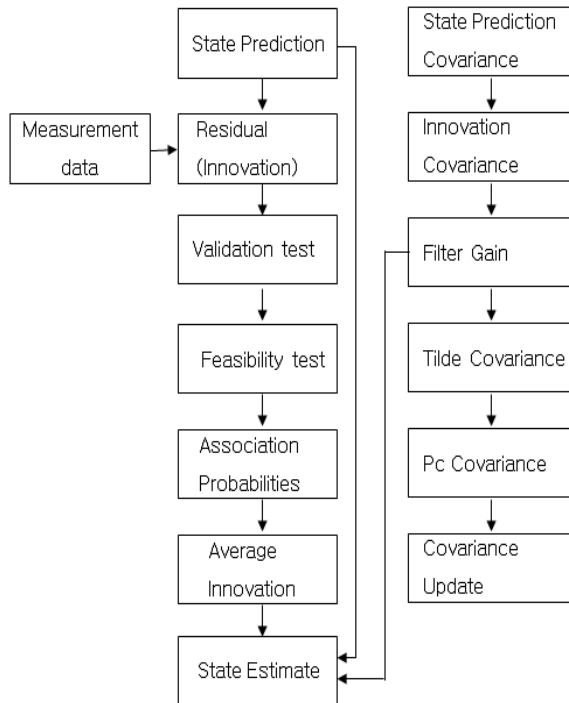 State Prediction
Measurement
data
Residual
(Innovation)
Validation test
Feasibility test
Association
Probabilities
Average
Innovation
State Estimate
State Prediction
Covariance
Innovation
Covariance
Filter Gain
Tilde Covariance
Pc Covariance
Covariance
Update